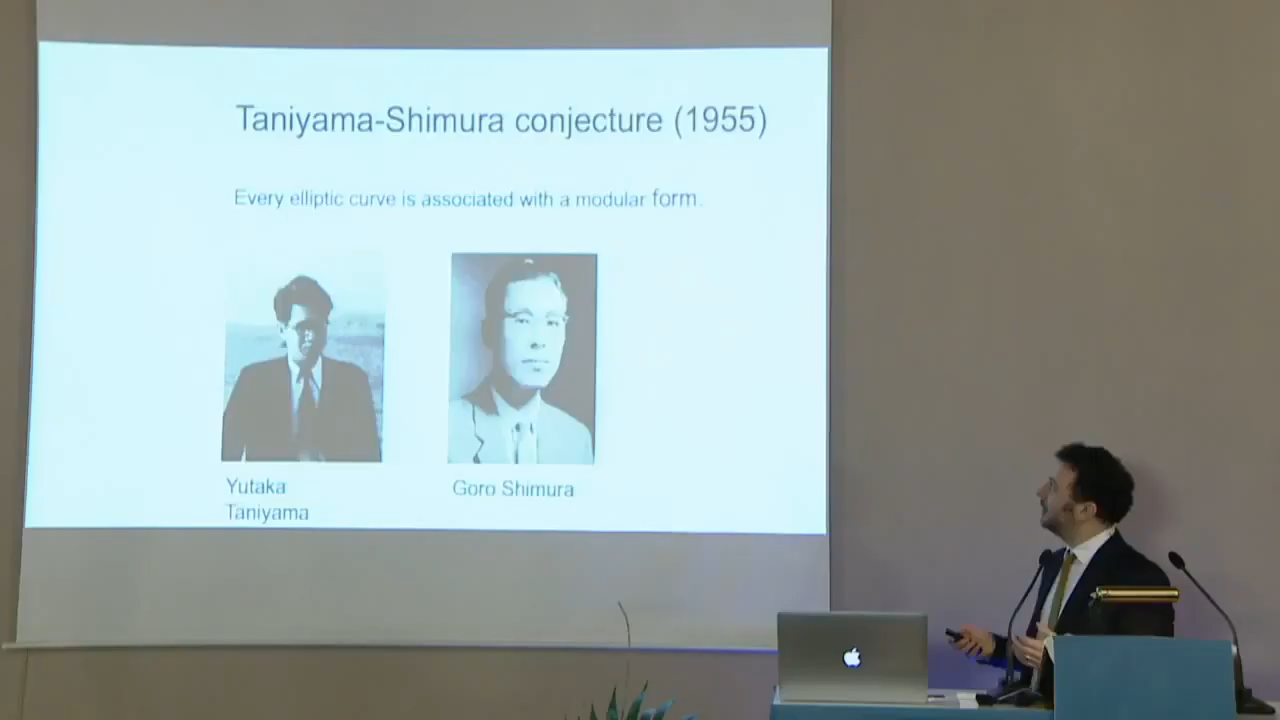 Taniyama-Shimura conjecture (1955)
Every elliptic curve is associated with a modular form.
Yutaka
Taniyama
Goro Shimura